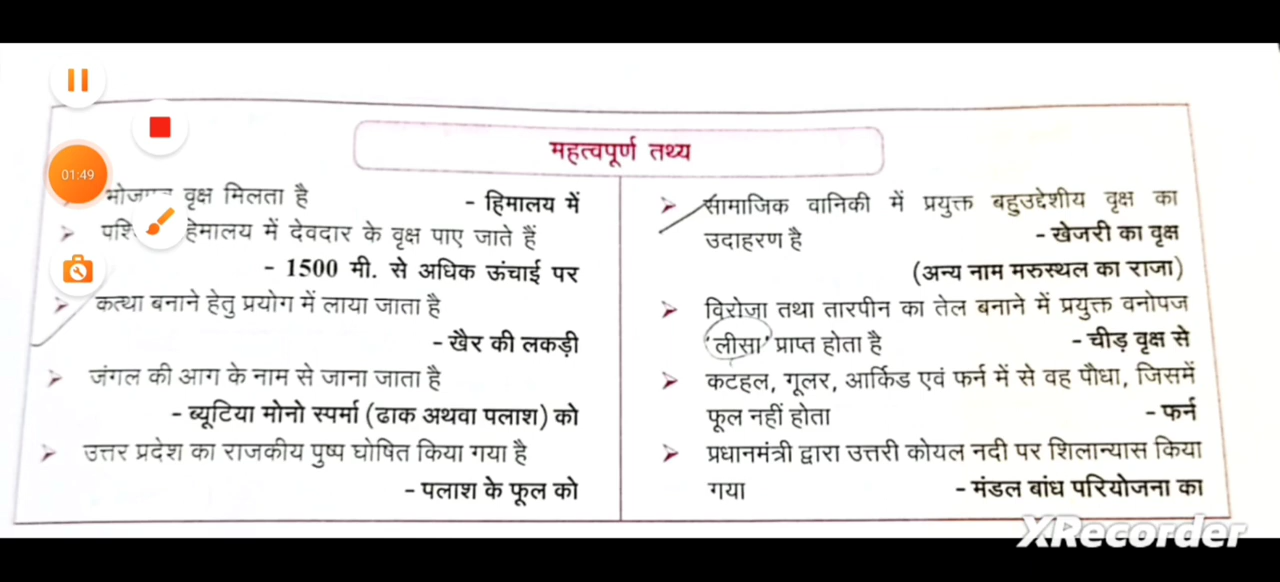 01:49
महत्वपूर्ण तथ्य
वृक्ष मिलता है
- हिमालय में
हिमालय में देवदार के वृक्ष पाए जाते हैं
- 1500 मी. से अधिक ऊंचाई पर
कत्था बनाने हेतु प्रयोग में लाया जाता है
- खैर की लकड़ी
जंगल की आग के नाम से जाना जाता है
- ब्यूटिया मोनो स्पर्मा (ढाक अथवा पलाश) को
उत्तर प्रदेश का राजकीय पुष्प घोषित किया गया है
- पलाश के फूल को
सामाजिक वानिकी में प्रयुक्त बहुउद्देशीय वृक्ष का
उदाहरण है - खेजरी का वृक्ष
(अन्य नाम मरुस्थल का राजा)
विरोजा तथा तारपीन का तेल बनाने में प्रयुक्त वनोपज
'लीसा' प्राप्त होता है - चीड़ वृक्ष से
कटहल, गूलर, आर्किड एवं फर्न में से वह पौधा, जिसमें
फूल नहीं होता - फर्न
प्रधानमंत्री द्वारा उत्तरी कोयल नदी पर शिलान्यास किया
गया - मंडल बांध परियोजना का
XRecorder